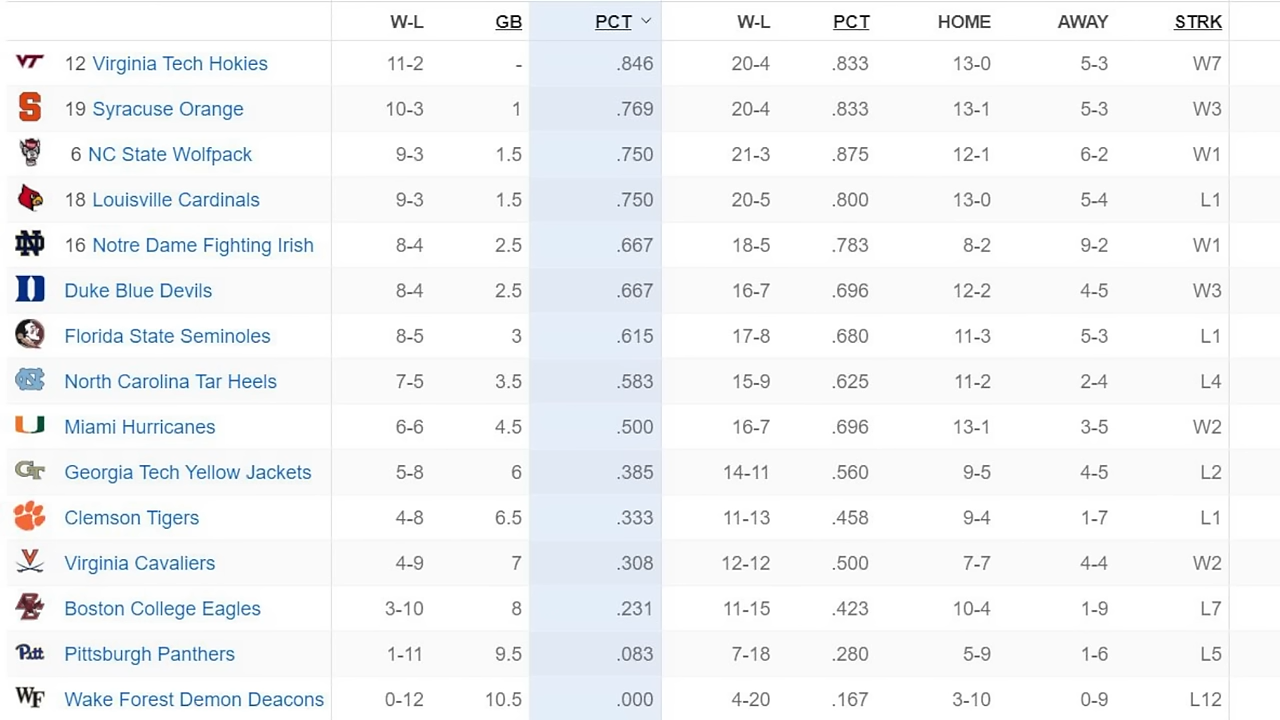 W-L GB PCT W-L PCT HOME AWAY STRK
12 Virginia Tech Hokies 11-2 - .846 20-4 .833 13-0 5-3 W7
19 Syracuse Orange 10-3 1 .769 20-4 .833 13-1 5-3 W3
6 NC State Wolfpack 9-3 1.5 .750 21-3 .875 12-1 6-2 W1
18 Louisville Cardinals 9-3 1.5 .750 20-5 .800 13-0 5-4 L1
16 Notre Dame Fighting Irish 8-4 2.5 .667 18-5 .783 8-2 9-2 W1
Duke Blue Devils 8-4 2.5 .667 16-7 .696 12-2 4-5 W3
Florida State Seminoles 8-5 3 .615 17-8 .680 11-3 5-3 L1
North Carolina Tar Heels 7-5 3.5 .583 15-9 .625 11-2 2-4 L4
Miami Hurricanes 6-6 4.5 .500 16-7 .696 13-1 3-5 W2
GT Georgia Tech Yellow Jackets 5-8 6 .385 14-11 .560 9-5 4-5 L2
Clemson Tigers 4-8 6.5 .333 11-13 .458 9-4 1-7 L1
Virginia Cavaliers 4-9 7 .308 12-12 .500 7-7 4-4 W2
Boston College Eagles 3-10 8 .231 11-15 .423 10-4 1-9 L7
Pitt Pittsburgh Panthers 1-11 9.5 .083 7-18 .280 5-9 1-6 L5
WF Wake Forest Demon Deacons 0-12 10.5 .000 4-20 .167 3-10 0-9 L12